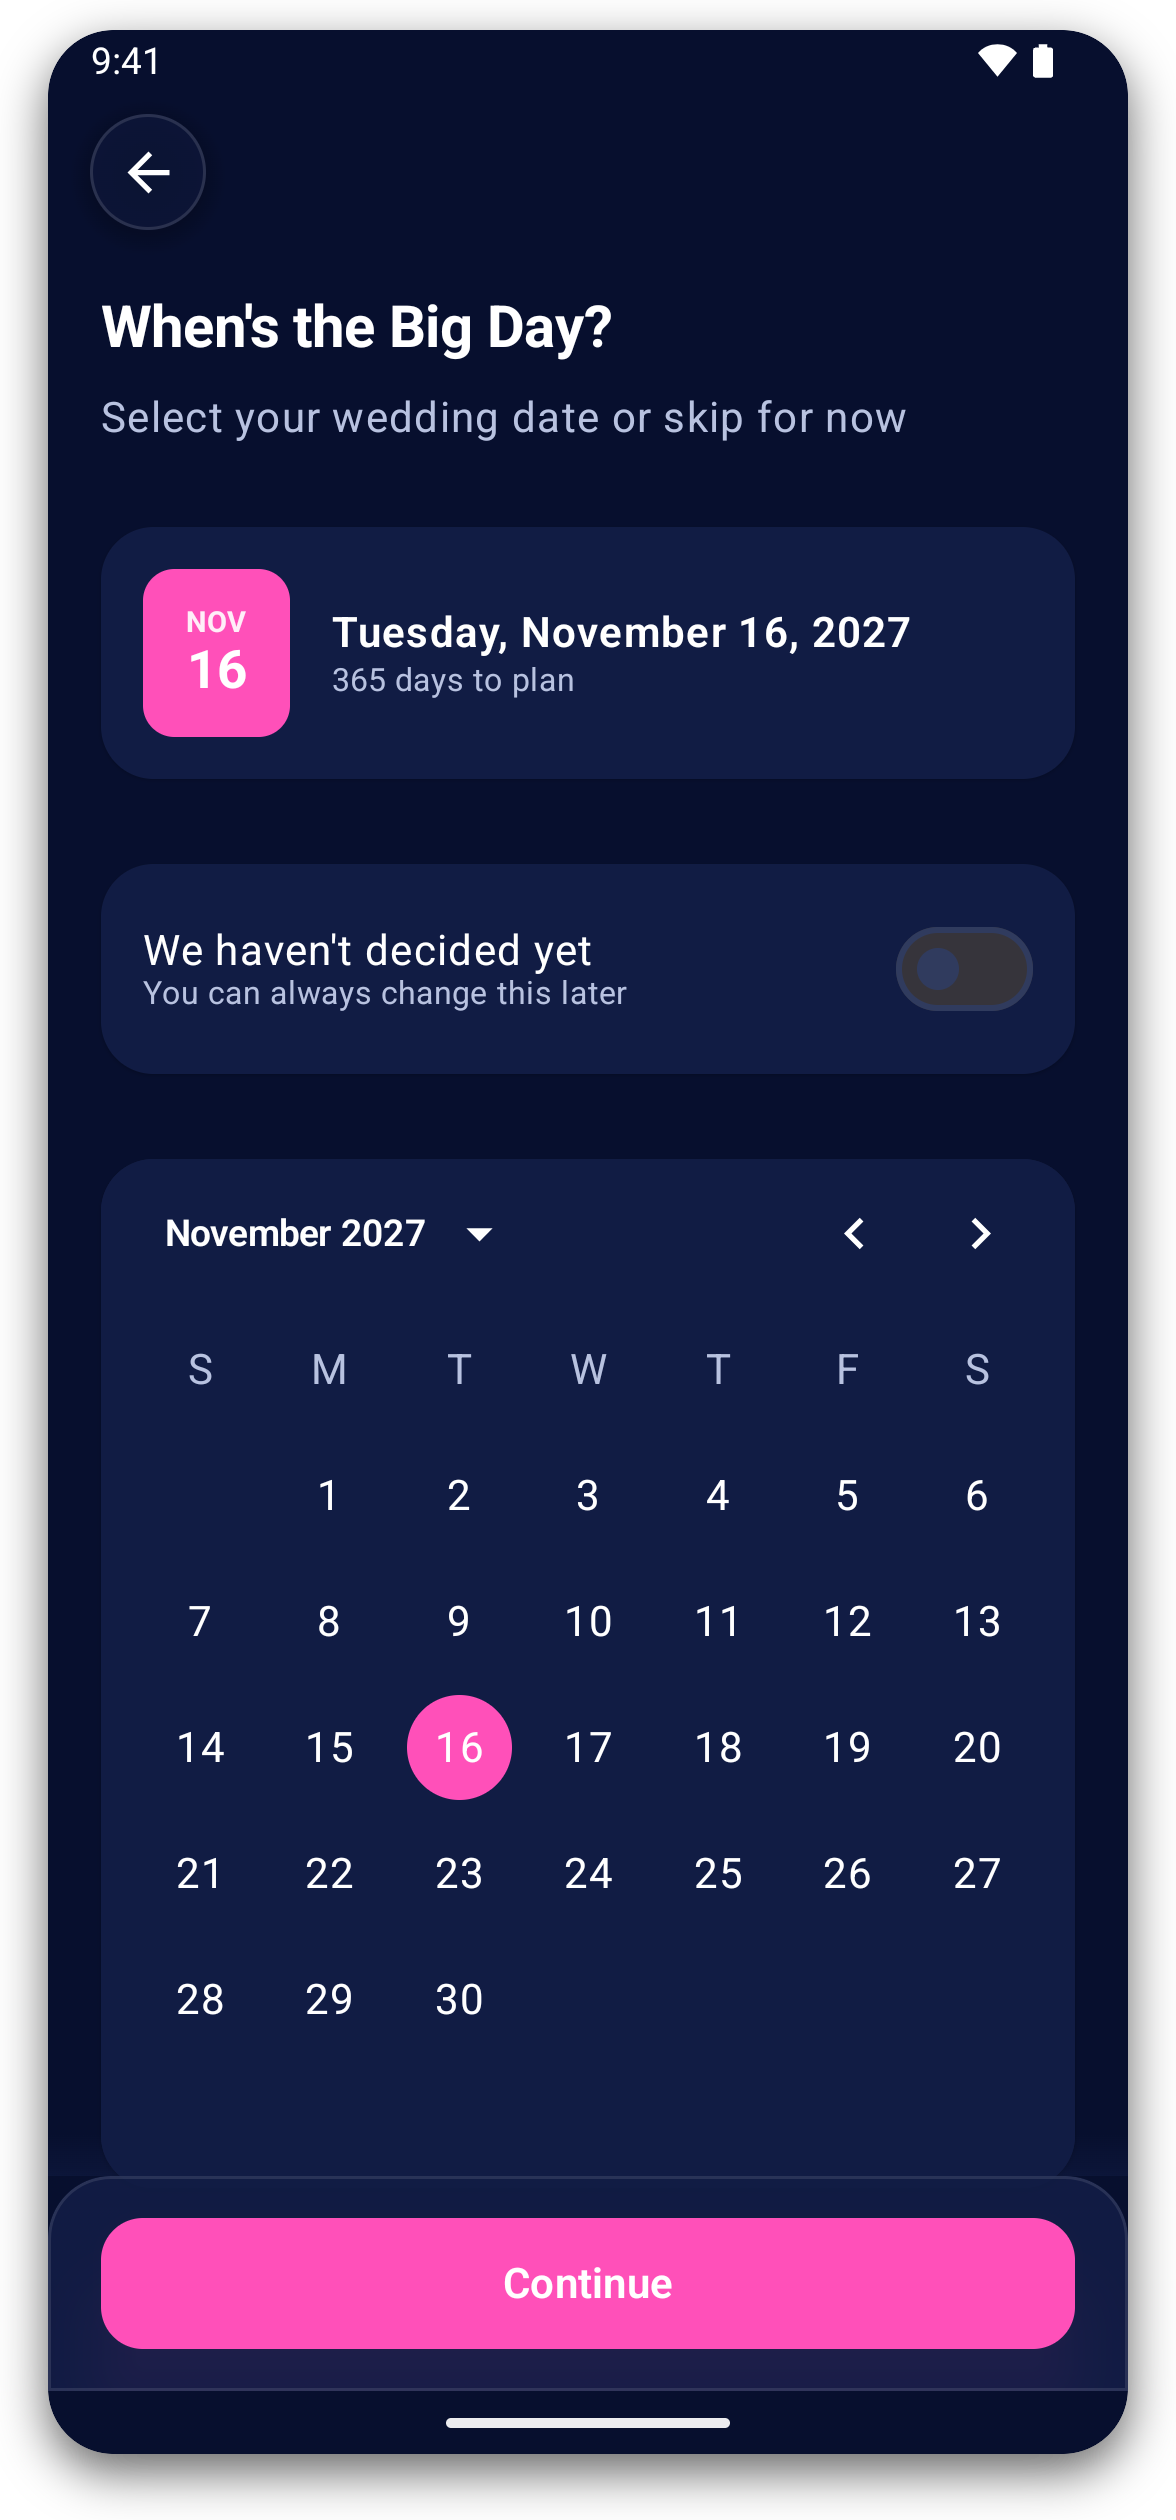 9:41
When's the Big Day?
Select your wedding date or skip for now
NOV
16
Tuesday, November 16, 2027
365 days to plan
We haven't decided yet
You can always change this later
November 2027
S M T W T F S
1 2 3 4 5 6
7 8 9 10 11 12 13
14 15 16 17 18 19 20
21 22 23 24 25 26 27
28 29 30
Continue